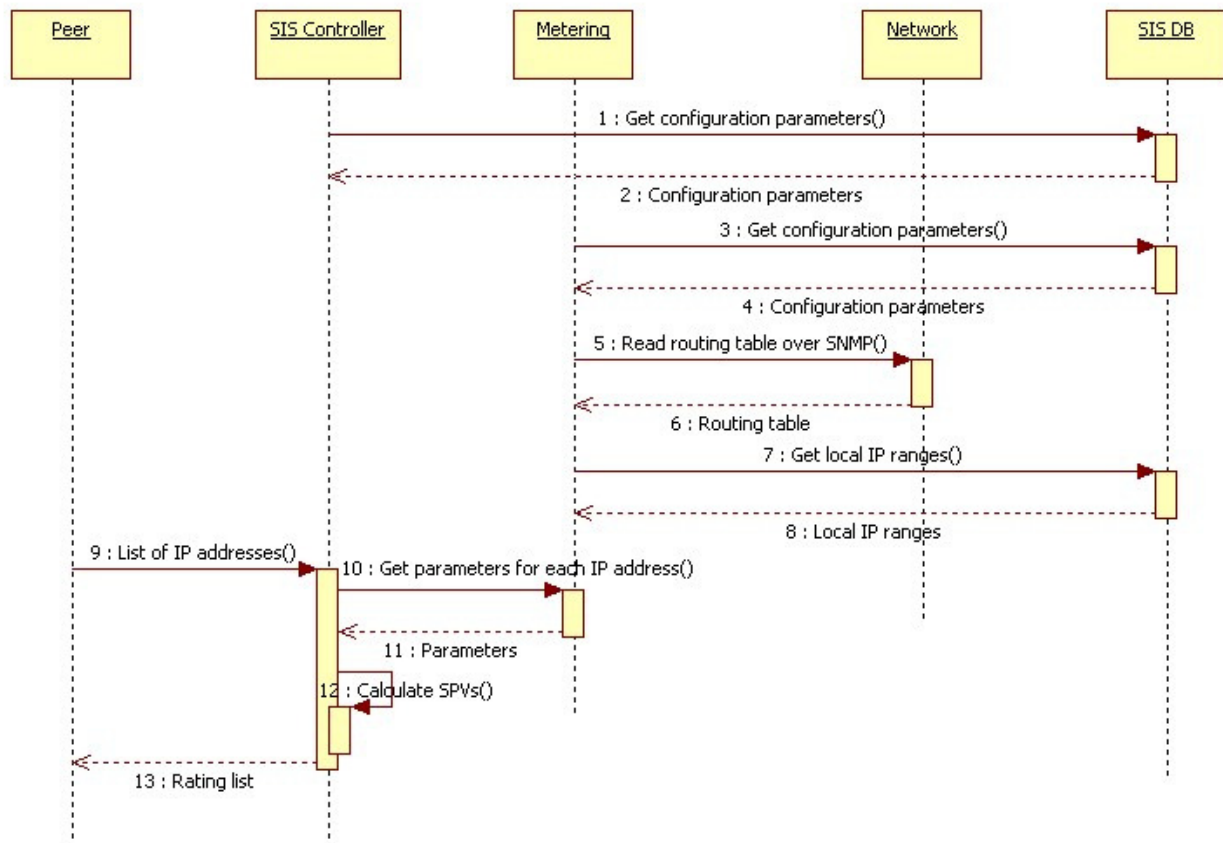 Peer
SIS Controller
Metering
Network
SIS DB
1 : Get configuration parameters()
2 : Configuration parameters
3 : Get configuration parameters()
4 : Configuration parameters
5 : Read routing table over SNMP()
6 : Routing table
7 : Get local IP ranges()
8 : Local IP ranges
9 : List of IP addresses()
10 : Get parameters for each IP address()
11 : Parameters
12 : Calculate SPVs()
13 : Rating list